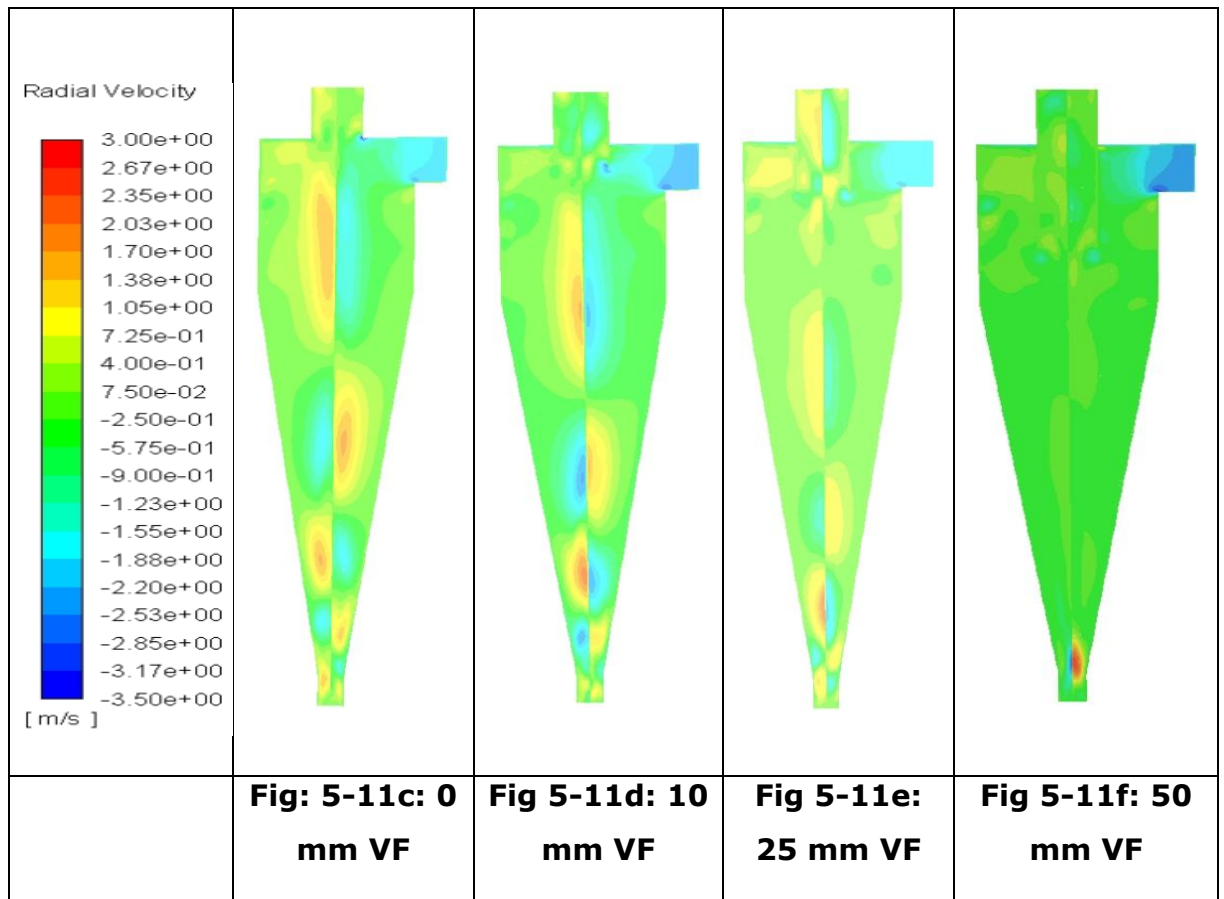 Radial Velocity
3.00e+00
2.67e+00
2.35e+00
2.03e+00
1.70e+00
1.38e+00
1.05e+00
7.25e-01
4.00e-01
7.50e-02
-2.50e-01
-5.75e-01
-9.00e-01
-1.23e+00
-1.55e+00
-1.88e+00
-2.20e+00
-2.53e+00
-2.85e+00
-3.17e+00
-3.50e+00
[ m/s ]
Fig: 5-11c: 0
mm VF
Fig 5-11d: 10
mm VF
Fig 5-11e:
25 mm VF
Fig 5-11f: 50
mm VF